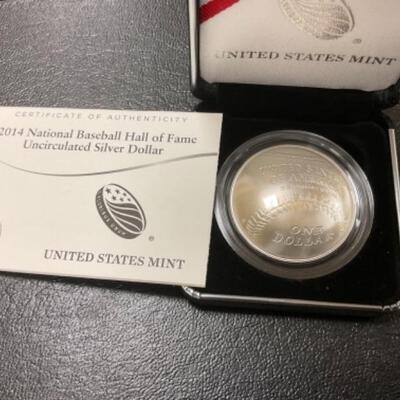 UNITED STATES MINT
CERTIFICATE OF AUTHENTICITY
2014 National Baseball Hall of Fame
Uncirculated Silver Dollar
UNITED STATES MINT
ONE
DOLLAR